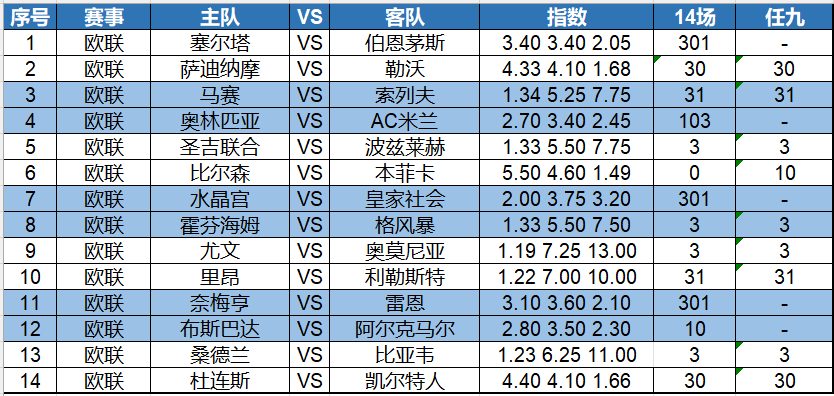 序号 赛事 主队 VS 客队 指数 14场 任九
1 欧联 塞尔塔 VS 伯恩茅斯 3.40 3.40 2.05 301 -
2 欧联 萨迪纳摩 VS 勒沃 4.33 4.10 1.68 30 30
3 欧联 马赛 VS 索列夫 1.34 5.25 7.75 31 31
4 欧联 奥林匹亚 VS AC米兰 2.70 3.40 2.45 103 -
5 欧联 圣吉联合 VS 波兹莱赫 1.33 5.50 7.75 3 3
6 欧联 比尔森 VS 本菲卡 5.50 4.60 1.49 0 10
7 欧联 水晶宫 VS 皇家社会 2.00 3.75 3.20 301 -
8 欧联 霍芬海姆 VS 格风暴 1.33 5.50 7.50 3 3
9 欧联 尤文 VS 奥莫尼亚 1.19 7.25 13.00 3 3
10 欧联 里昂 VS 利勒斯特 1.22 7.00 10.00 31 31
11 欧联 奈梅亨 VS 雷恩 3.10 3.60 2.10 301 -
12 欧联 布斯巴达 VS 阿尔克马尔 2.80 3.50 2.30 10 -
13 欧联 桑德兰 VS 比亚韦 1.23 6.25 11.00 3 3
14 欧联 杜连斯 VS 凯尔特人 4.40 4.10 1.66 30 30